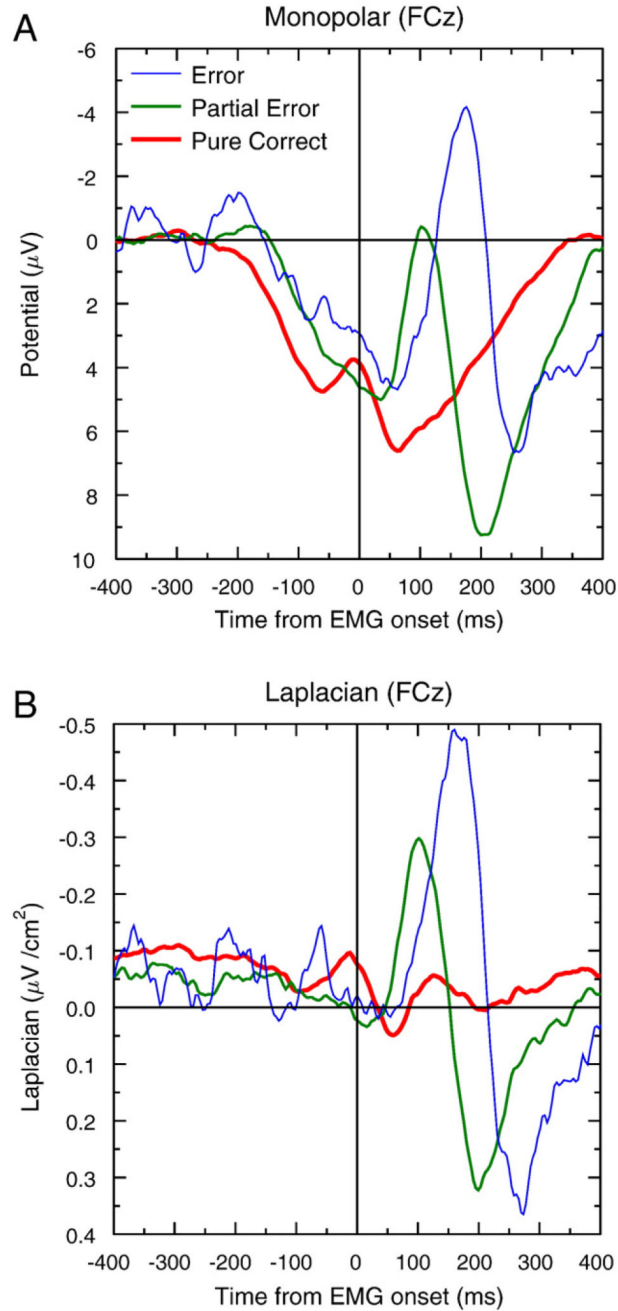 A
Monopolar (FCz)
-6
-4
-2
0
2
4
6
8
10
Potential (μV)
Error
Partial Error
Pure Correct
-400 -300 -200 -100 0 100 200 300 400
Time from EMG onset (ms)
B
Laplacian (FCz)
-0.5
-0.3
-0.2
-0.1
0.0
0.1
0.2
0.3
0.4
Laplacian (μV /cm²)
-400 -300 -200 -100 0 100 200 300 400
Time from EMG onset (ms)